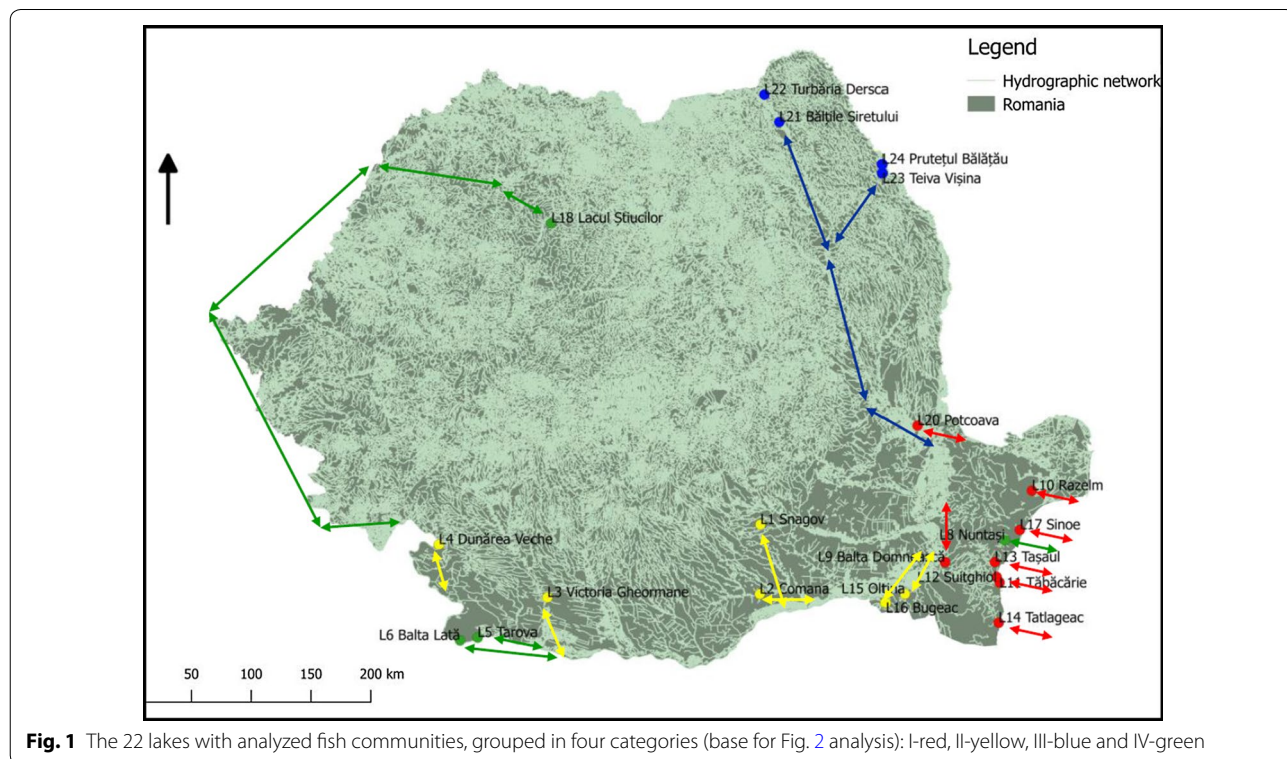 Legend
Hydrographic network
Romania
L22 Turbăria Dersca
L21 Bălțile Siretului
L24 Prutețul Bălățău
L23 Teiva Vișina
L18 Lacul Știucilor
L20 Potcoava
L10 Razelm
L1 Snagov
L17 Sinoe
L8 Nuntași
L4 Dunărea Veche
L9 Balta Domnească
L13 Tașaul
L12 Suitghiol
L11 Tăbăcărie
L3 Victoria Gheormane
L2 Comana
L15 Oltina
L16 Bugeac
L14 Tatlageac
L6 Balta Lată
L5 Tarova
50 100 150 200 km
Fig. 1 The 22 lakes with analyzed fish communities, grouped in four categories (base for Fig. 2 analysis): I-red, II-yellow, III-blue and IV-green